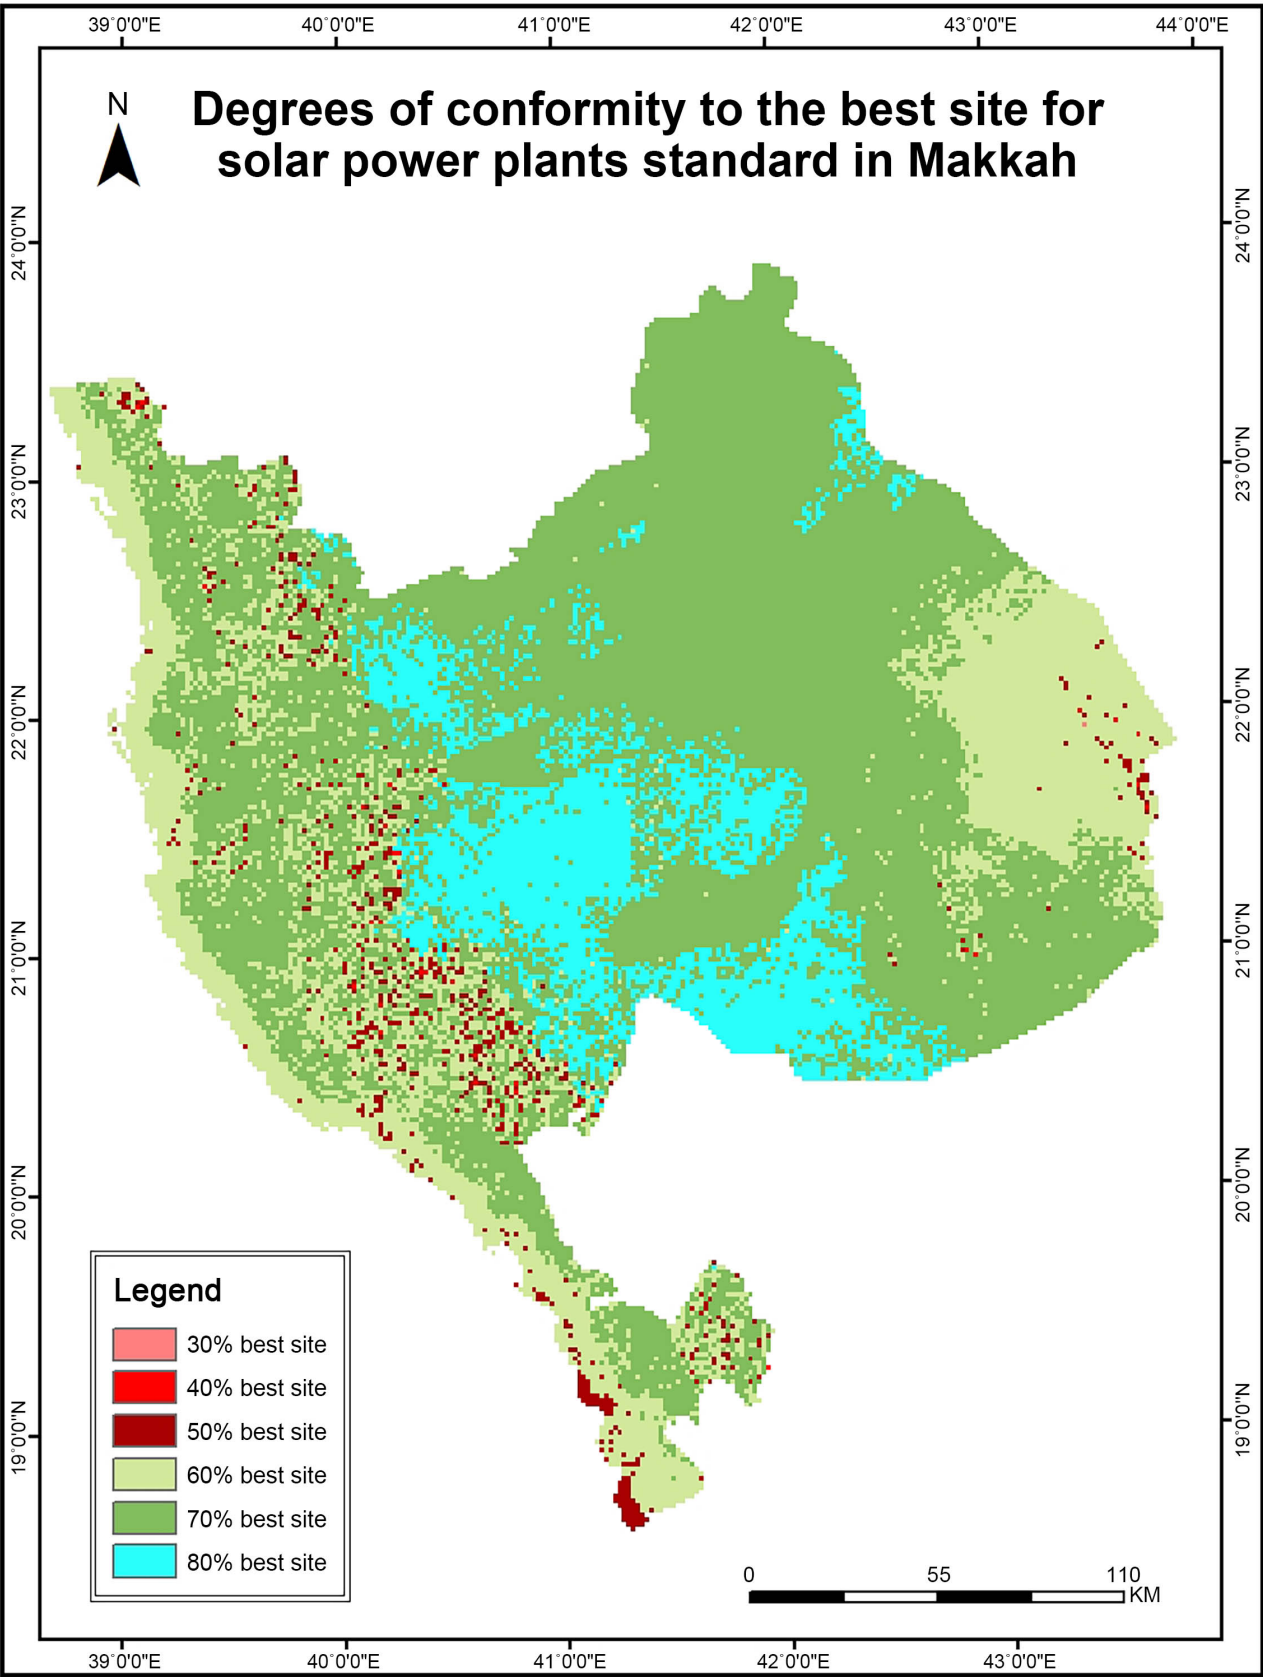 39°0'0"E 40°0'0"E 41°0'0"E 42°0'0"E 43°0'0"E 44°0'0"E
N
Degrees of conformity to the best site for
solar power plants standard in Makkah
24°0'0"N
23°0'0"N
22°0'0"N
21°0'0"N
20°0'0"N
19°0'0"N
24°0'0"N
23°0'0"N
22°0'0"N
21°0'0"N
20°0'0"N
19°0'0"N
Legend
30% best site
40% best site
50% best site
60% best site
70% best site
80% best site
0 55 110
KM
39°0'0"E 40°0'0"E 41°0'0"E 42°0'0"E 43°0'0"E